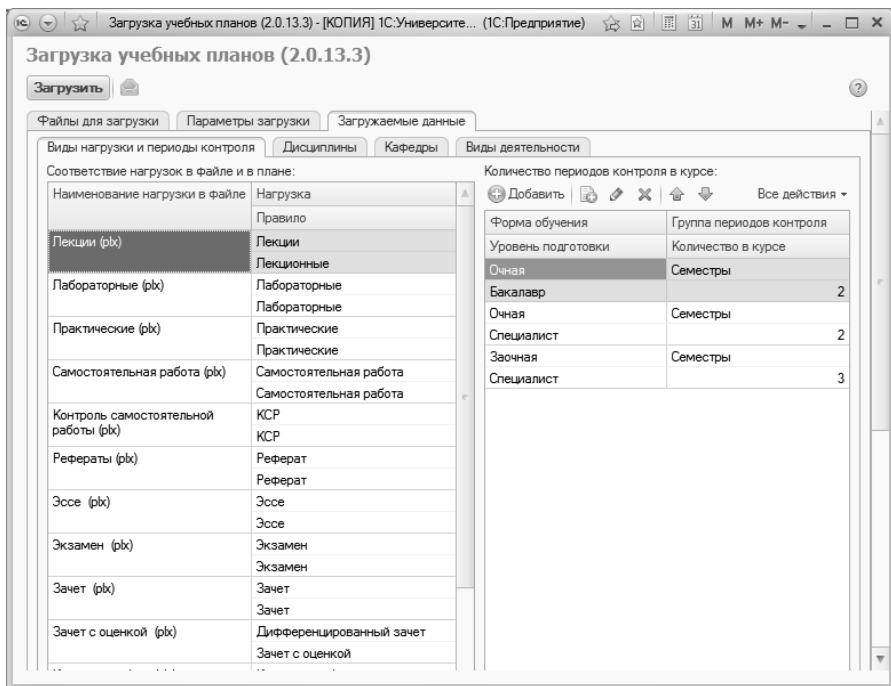 Загрузка учебных планов (2.0.13.3) - [КОПИЯ] 1С:Университе... (1С:Предприятие)
31 M M+ M-
Загрузка учебных планов (2.0.13.3)
Загрузить
?
Файлы для загрузки Параметры загрузки Загружаемые данные
Виды нагрузки и периоды контроля Дисциплины Кафедры Виды деятельности
Соответствие нагрузок в файле и в плане:
Наименование нагрузки в файле Нагрузка
Правило
Лекции (plx) Лекции
Лекционные
Лабораторные (plx) Лабораторные
Лабораторные
Практические (plx) Практические
Практические
Самостоятельная работа (plx) Самостоятельная работа
Самостоятельная работа
Контроль самостоятельной КСР
работы (plx) КСР
Рефераты (plx) Реферат
Реферат
Эссе (plx) Эссе
Эссе
Экзамен (plx) Экзамен
Экзамен
Зачет (plx) Зачет
Зачет
Зачет с оценкой (plx) Дифференцированный зачет
Зачет с оценкой
Количество периодов контроля в курсе:
Добавить Все действия
Форма обучения Группа периодов контроля
Уровень подготовки Количество в курсе
Очная Семестры
Бакалавр 2
Очная Семестры
Специалист 2
Заочная Семестры
Специалист 3